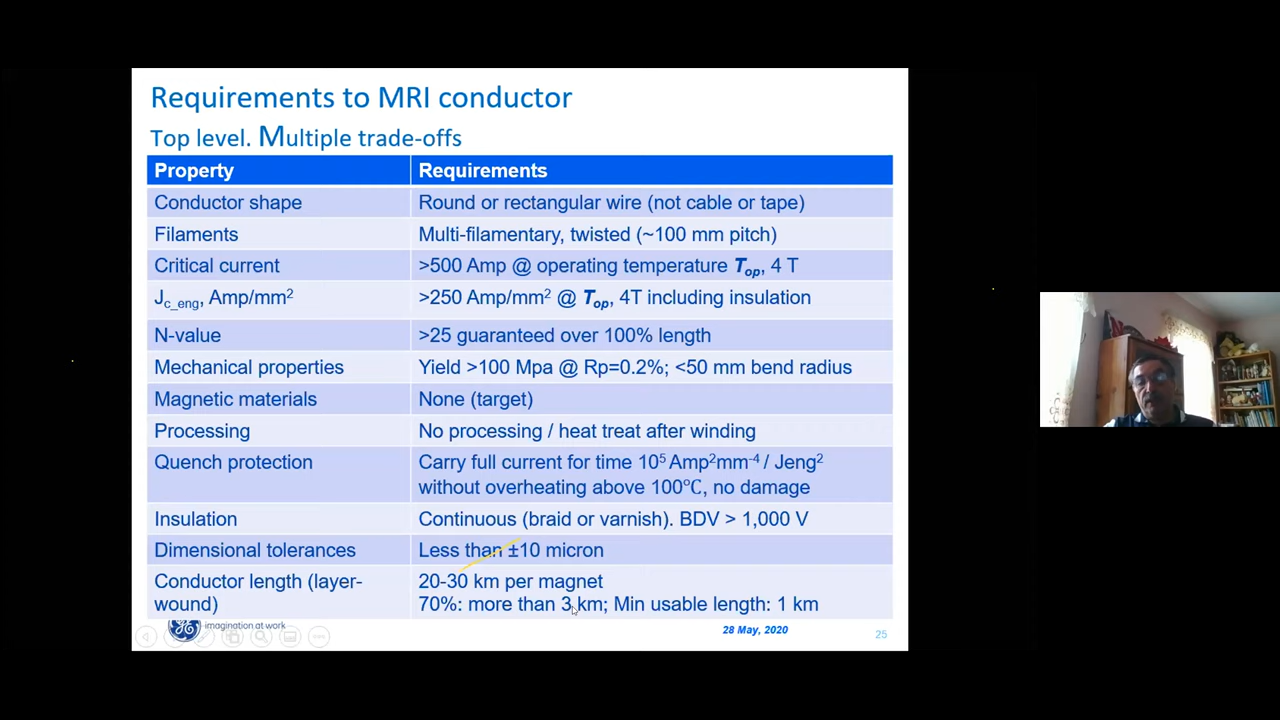 Requirements to MRI conductor
Top level. Multiple trade-offs
Property Requirements
Conductor shape Round or rectangular wire (not cable or tape)
Filaments Multi-filamentary, twisted (~100 mm pitch)
Critical current >500 Amp @ operating temperature Top, 4 T
Jc_eng, Amp/mm² >250 Amp/mm² @ Top, 4T including insulation
N-value >25 guaranteed over 100% length
Mechanical properties Yield >100 Mpa @ Rp=0.2%; <50 mm bend radius
Magnetic materials None (target)
Processing No processing / heat treat after winding
Quench protection Carry full current for time 10⁵ Amp²mm⁻⁴ / Jeng²
without overheating above 100°C, no damage
Insulation Continuous (braid or varnish). BDV > 1,000 V
Dimensional tolerances Less than ±10 micron
Conductor length (layer- 20-30 km per magnet
wound) 70%: more than 3 km; Min usable length: 1 km
GE imagination at work 28 May, 2020 25